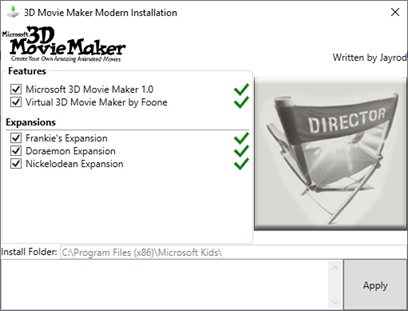 3D Movie Maker Modern Installation
Microsoft 3D
Movie Maker
Create Your Own Amazing Animated Movies
Written by Jayrod
Features
Microsoft 3D Movie Maker 1.0
Virtual 3D Movie Maker by Foone
Expansions
Frankie's Expansion
Doraemon Expansion
Nickelodean Expansion
DIRECTOR
Install Folder:
C:\Program Files (x86)\Microsoft Kids\
Apply